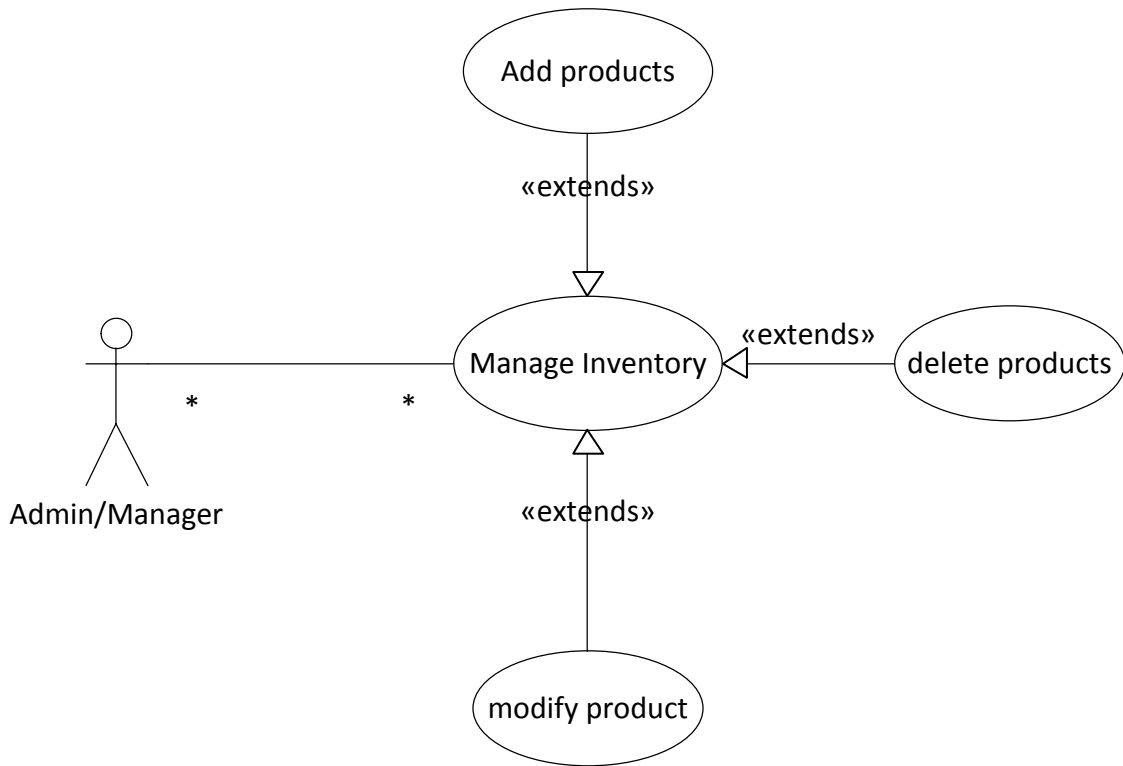 Add products
«extends»
«extends»
Manage Inventory
delete products
*
*
Admin/Manager
«extends»
modify product